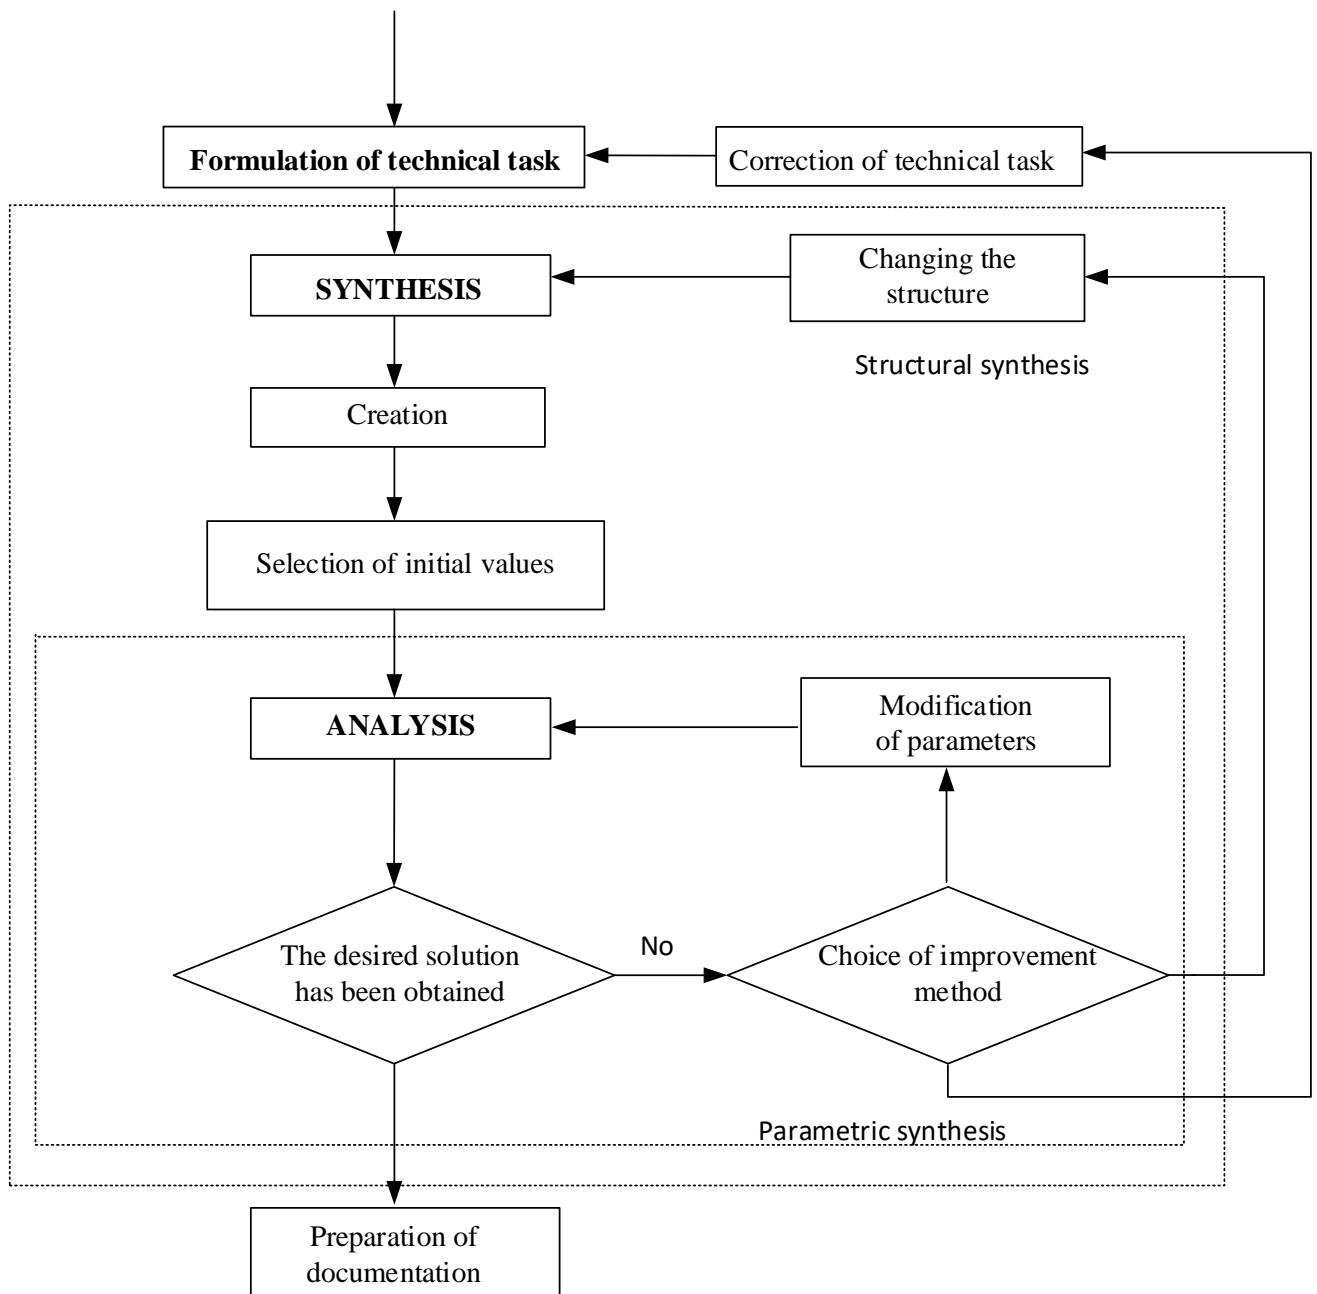 Formulation of technical task
Correction of technical task
SYNTHESIS
Changing the
structure
Structural synthesis
Creation
Selection of initial values
ANALYSIS
Modification
of parameters
The desired solution
has been obtained
No
Choice of improvement
method
Parametric synthesis
Preparation of
documentation